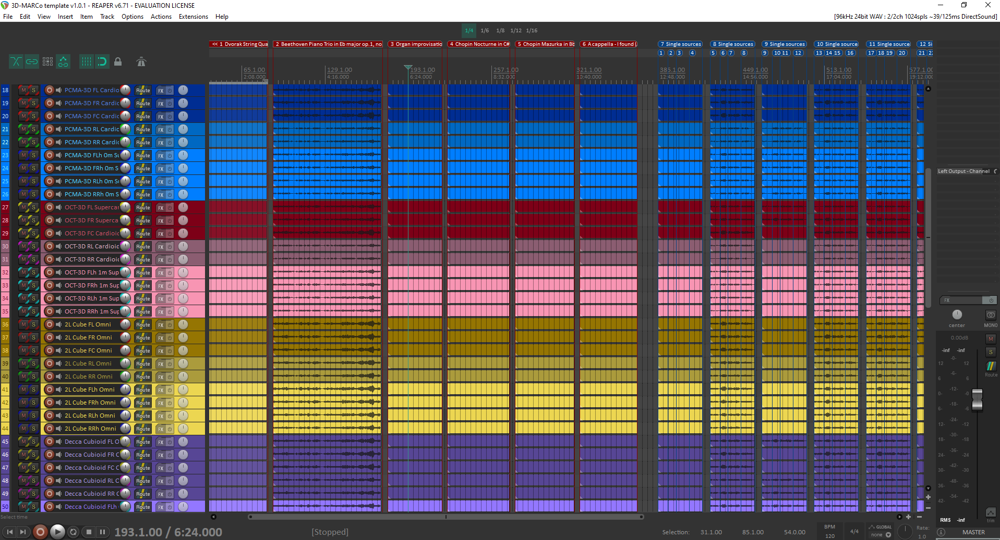 3D-MARCo template v1.0.1 - REAPER v6.71 - EVALUATION LICENSE
File Edit View Insert Item Track Options Actions Extensions Help
[96kHz 24bit WAV : 2/2ch 1024spls ~39/125ms DirectSound]
1/4 1/6 1/8 1/12 1/16
<< 1 Dvorak String Qua 2 Beethoven Piano Trio in Eb major op.1, no 3 Organ improvisatio 4 Chopin Nocturne in C# 5 Chopin Mazurka in Bb 6 A cappella - I found ( 7 Single sources 8 Single sources 9 Single sources 10 Single source 11 Single source 12 Si
1 2 3 4 5 6 7 8 9 10 11 12 13 14 15 16 17 18 19 20 21 22
65.1.00 129.1.00 193.1.00 257.1.00 321.1.00 385.1.00 449.1.00 513.1.00 577.1.00
2:08.000 4:16.000 6:24.000 8:32.000 10:40.000 12:48.000 14:56.000 17:04.000 19:12.000
18 M S PCMA-3D FL Cardio Route FX
19 M S PCMA-3D FR Cardic Route FX
20 M S PCMA-3D FC Cardic Route FX
21 M S PCMA-3D RL Cardic Route FX
22 M S PCMA-3D RR Cardic Route FX
23 M S PCMA-3D FLh 0m Su Route FX
24 M S PCMA-3D FRh 0m S Route FX
25 M S PCMA-3D RLh 0m Su Route FX
26 M S PCMA-3D RRh 0m S Route FX
27 M S OCT-3D FL Supercar Route FX
28 M S OCT-3D FR Superca Route FX
29 M S OCT-3D FC Cardioid Route FX
30 M S OCT-3D RL Cardioid Route FX
31 M S OCT-3D RR Cardioid Route FX
32 M S OCT-3D FLh 1m Sup Route FX
33 M S OCT-3D FRh 1m Sup Route FX
34 M S OCT-3D RLh 1m Sup Route FX
35 M S OCT-3D RRh 1m Sup Route FX
36 M S 2L Cube FL Omni Route FX
37 M S 2L Cube FR Omni Route FX
38 M S 2L Cube FC Omni Route FX
39 M S 2L Cube RL Omni Route FX
40 M S 2L Cube RR Omni Route FX
41 M S 2L Cube FLh Omni Route FX
42 M S 2L Cube FRh Omni Route FX
43 M S 2L Cube RLh Omni Route FX
44 M S 2L Cube RRh Omni Route FX
45 M S Decca Cubioid FL O Route FX
46 M S Decca Cubioid FR C Route FX
47 M S Decca Cubioid FC C Route FX
48 M S Decca Cubioid RL C Route FX
49 M S Decca Cubioid RR C Route FX
50 M S Decca Cubioid FLh Route FX
Left Output - Channel
FX
center MONO
0.00dB M
-inf -inf S
-0-
12 12
Route
6 -6- 6
0- -12- -0
6- -18- -6
-24-
12- -12
-30-
18- -18
-36-
24- -24
-42-
30- -30
-48-
36- -36
-54-
42- -42
trim
RMS -inf
MASTER
Select time
193.1.00 / 6:24.000
[Stopped]
Selection: 31.1.00 85.1.00 54.0.00
BPM
120
4/4
GLOBAL
none
Rate:
1.0